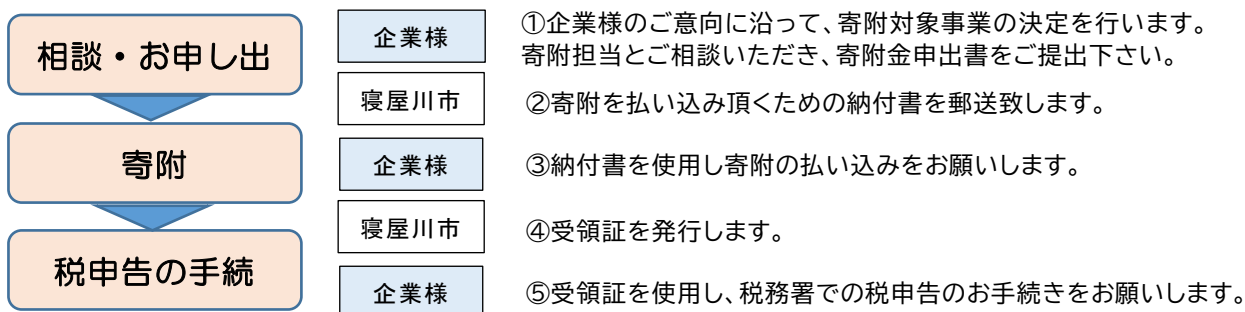 相談・お申し出
企業様
①企業様のご意向に沿って、寄附対象事業の決定を行います。
寄附担当とご相談いただき、寄附金申出書をご提出下さい。
寝屋川市
②寄附を払い込み頂くための納付書を郵送致します。
寄附
企業様
③納付書を使用し寄附の払い込みをお願いします。
寝屋川市
④受領証を発行します。
税申告の手続
企業様
⑤受領証を使用し、税務署での税申告のお手続きをお願いします。